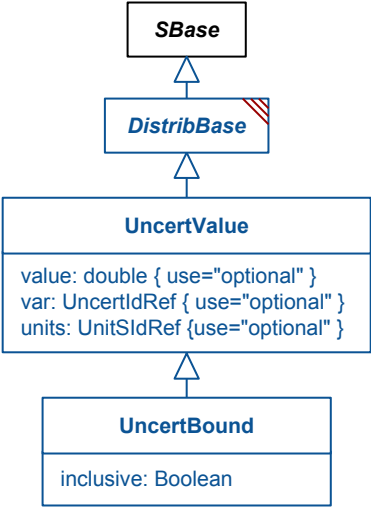 SBase
DistribBase
UncertValue
value: double { use="optional" }
var: UncertIdRef { use="optional" }
units: UnitSIdRef {use="optional" }
UncertBound
inclusive: Boolean